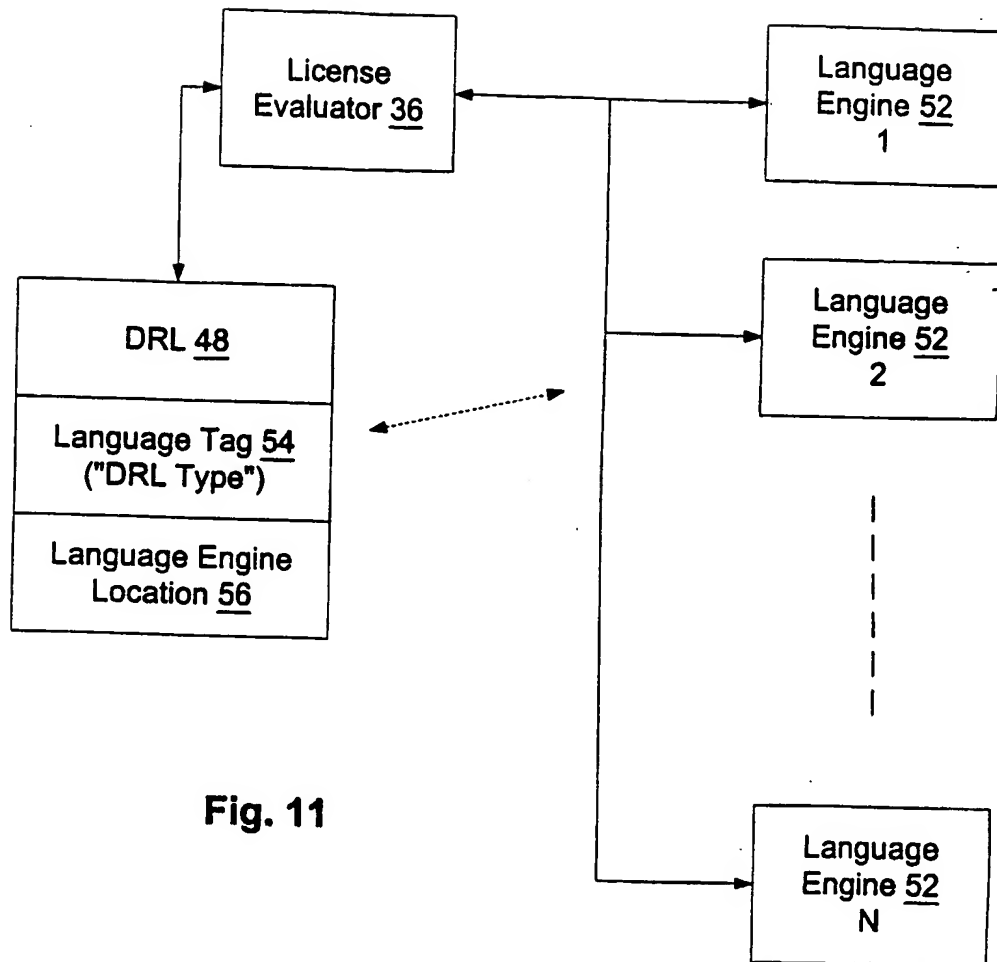 License
Evaluator 36
Language
Engine 52
1
Language
Engine 52
2
DRL 48
Language Tag 54
("DRL Type")
Language Engine
Location 56
Fig. 11
Language
Engine 52
N